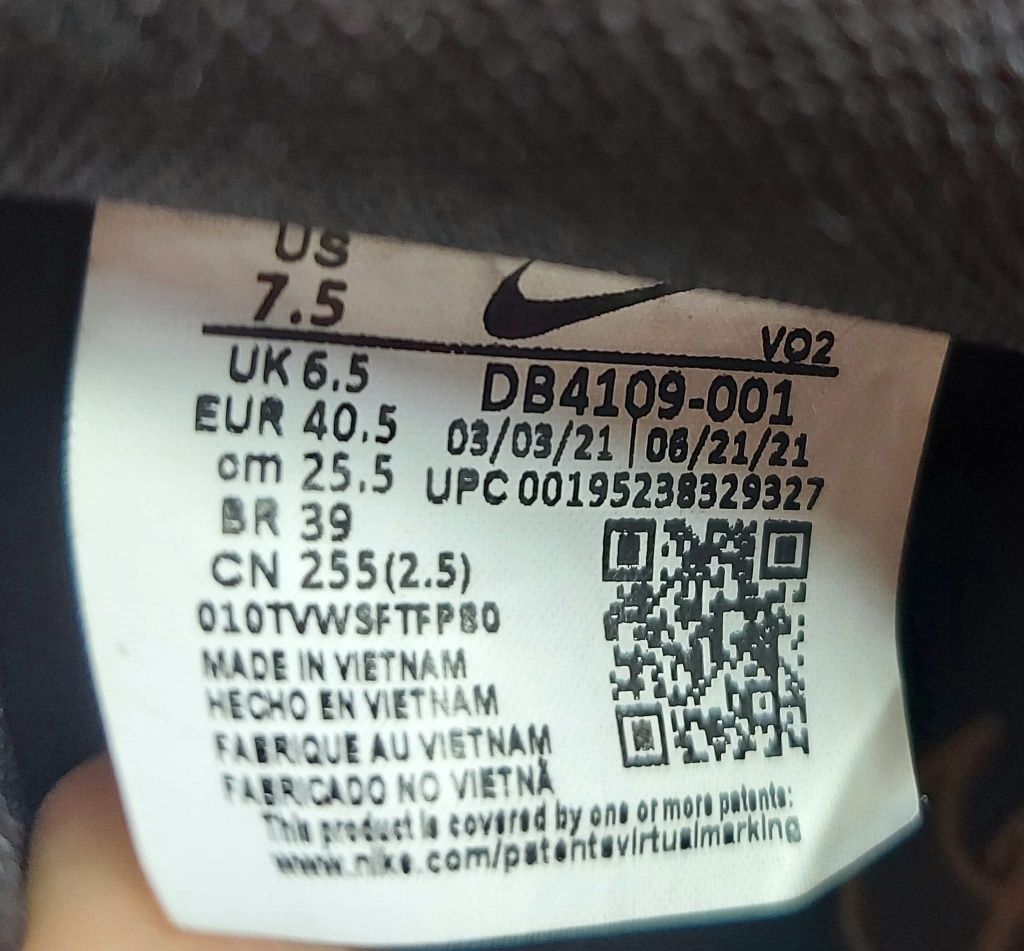 US
7.5
VO2
UK 6.5
DB4109-001
EUR 40.5
03/03/21 | 06/21/21
cm 25.5
UPC 00195238329327
BR 39
CN 255(2.5)
010TVWSFTFP80
MADE IN VIETNAM
HECHO EN VIETNAM
FABRIQUE AU VIETNAM
FABRICADO NO VIETNÃ
This product is covered by one or more patents:
www.nike.com/patentsvirtualmarking